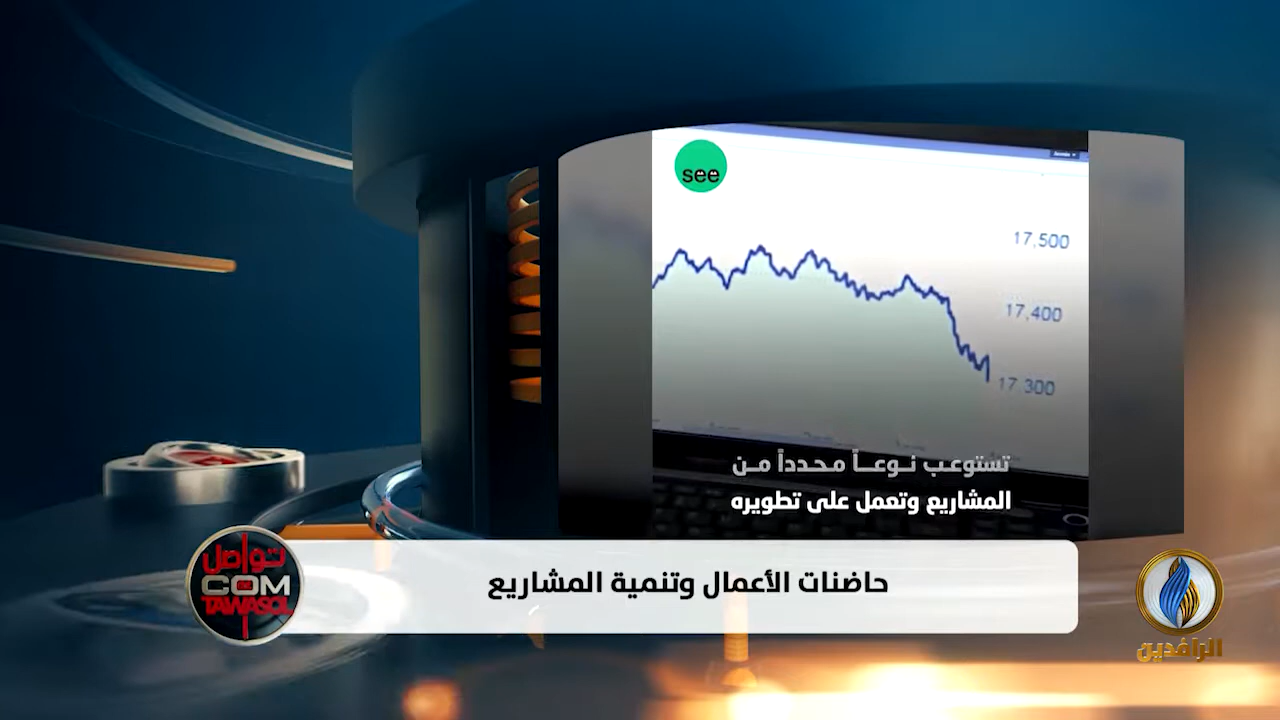 see
17,500
17,400
17,300
تستوعب نوعاً محدداً من
المشاريع وتعمل على تطويره
حاضنات الأعمال وتنمية المشاريع
تواصل
COM
TAWASOL
الرافدين